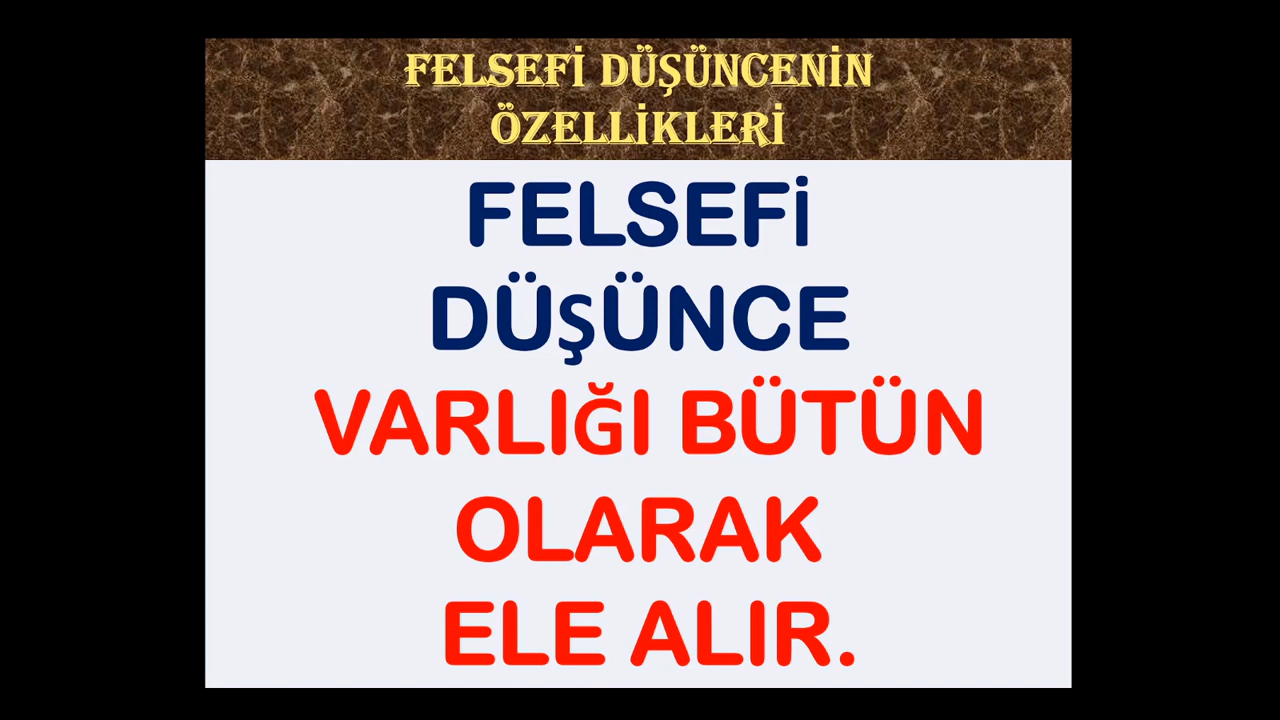 FELSEFİ DÜŞÜNCENİN
ÖZELLİKLERİ
FELSEFİ
DÜŞÜNCE
VARLIĞI BÜTÜN
OLARAK
ELE ALIR.